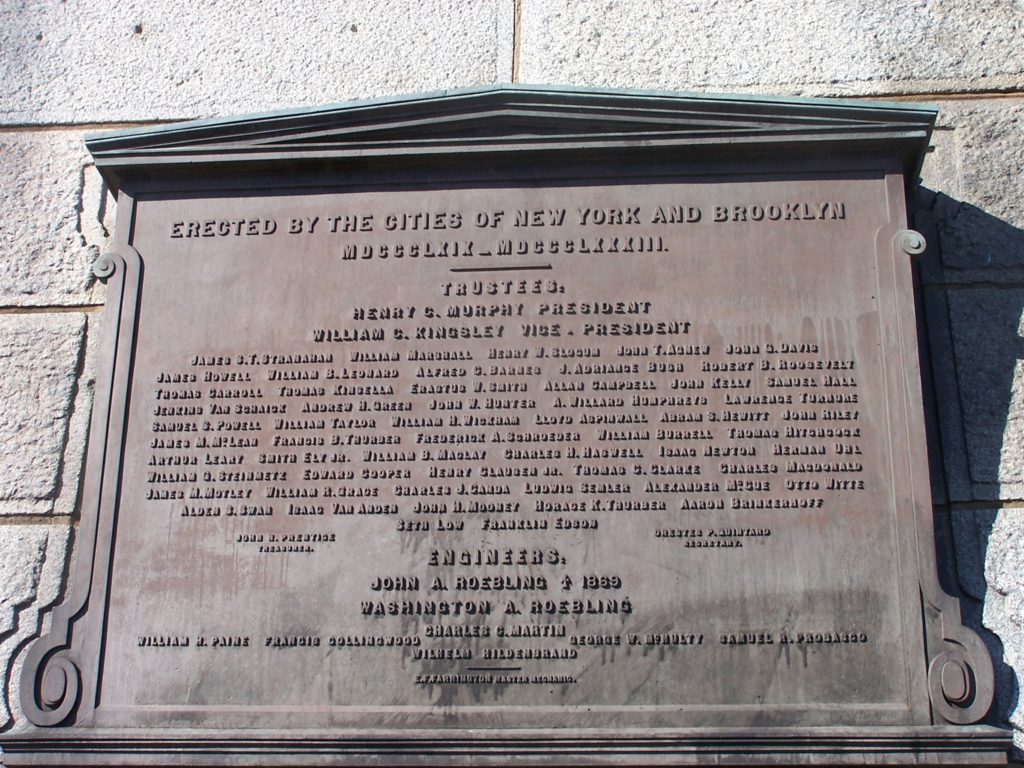 ERECTED BY THE CITIES OF NEW YORK AND BROOKLYN
MDCCCLXIX–MDCCCLXXXIII.
TRUSTEES:
HENRY C. MURPHY PRESIDENT
WILLIAM C. KINGSLEY VICE-PRESIDENT
JAMES S.T. STRANAHAM WILLIAM MARSHALL HENRY W. SLOCUM JOHN T. AGNEW JOHN G. DAVIS
JAMES HOWELL WILLIAM B. LEONARD ALFRED C. BARNES J. ADRIANCE BUSH ROBERT B. ROOSEVELT
THOMAS CARROLL THOMAS KINSELLA ERASTUS W. SMITH ALLAN CAMPBELL JOHN KELLY SAMUEL HALL
JENKINS VAN SCHAICK ANDREW H. GREEN JOHN W. HUNTER A. WILLARD HUMPHREYS LAWRENCE TURNURE
SAMUEL S. POWELL WILLIAM TAYLOR WILLIAM H. WICKHAM LLOYD ASPINWALL ABRAM S. HEWITT JOHN RILEY
JAMES M. McLEAN FRANCIS B. THURBER FREDERICK A. SCHROEDER WILLIAM BURRELL THOMAS HITCHCOCK
ARTHUR LEARY SMITH ELY JR. WILLIAM B. MACLAY CHARLES H. HASWELL ISAAC NEWTON HERMAN UHL
WILLIAM G. STEINMETZ EDWARD COOPER HENRY CLAUSEN JR. THOMAS C. CLARKE CHARLES MACDONALD
JAMES M. MOTLEY WILLIAM R. GRACE CHARLES J. CANDA LUDWIG SEMLER ALEXANDER McCUE OTTO WITTE
ALDEN S. SWAN ISAAC VAN ANDEN JOHN H. MOONEY HORACE K. THURBER AARON BRINKERHOFF
SETH LOW FRANKLIN EDSON
JOHN H. PRENTICE
TREASURER.
ORESTES P. QUINTARD
SECRETARY.
ENGINEERS:
JOHN A. ROEBLING † 1869
WASHINGTON A. ROEBLING
CHARLES C. MARTIN
WILLIAM H. PAINE FRANCIS COLLINGWOOD GEORGE W. McNULTY SAMUEL R. PROBASCO
WILHELM HILDENBRAND
E.F. FARRINGTON MASTER MECHANIC.